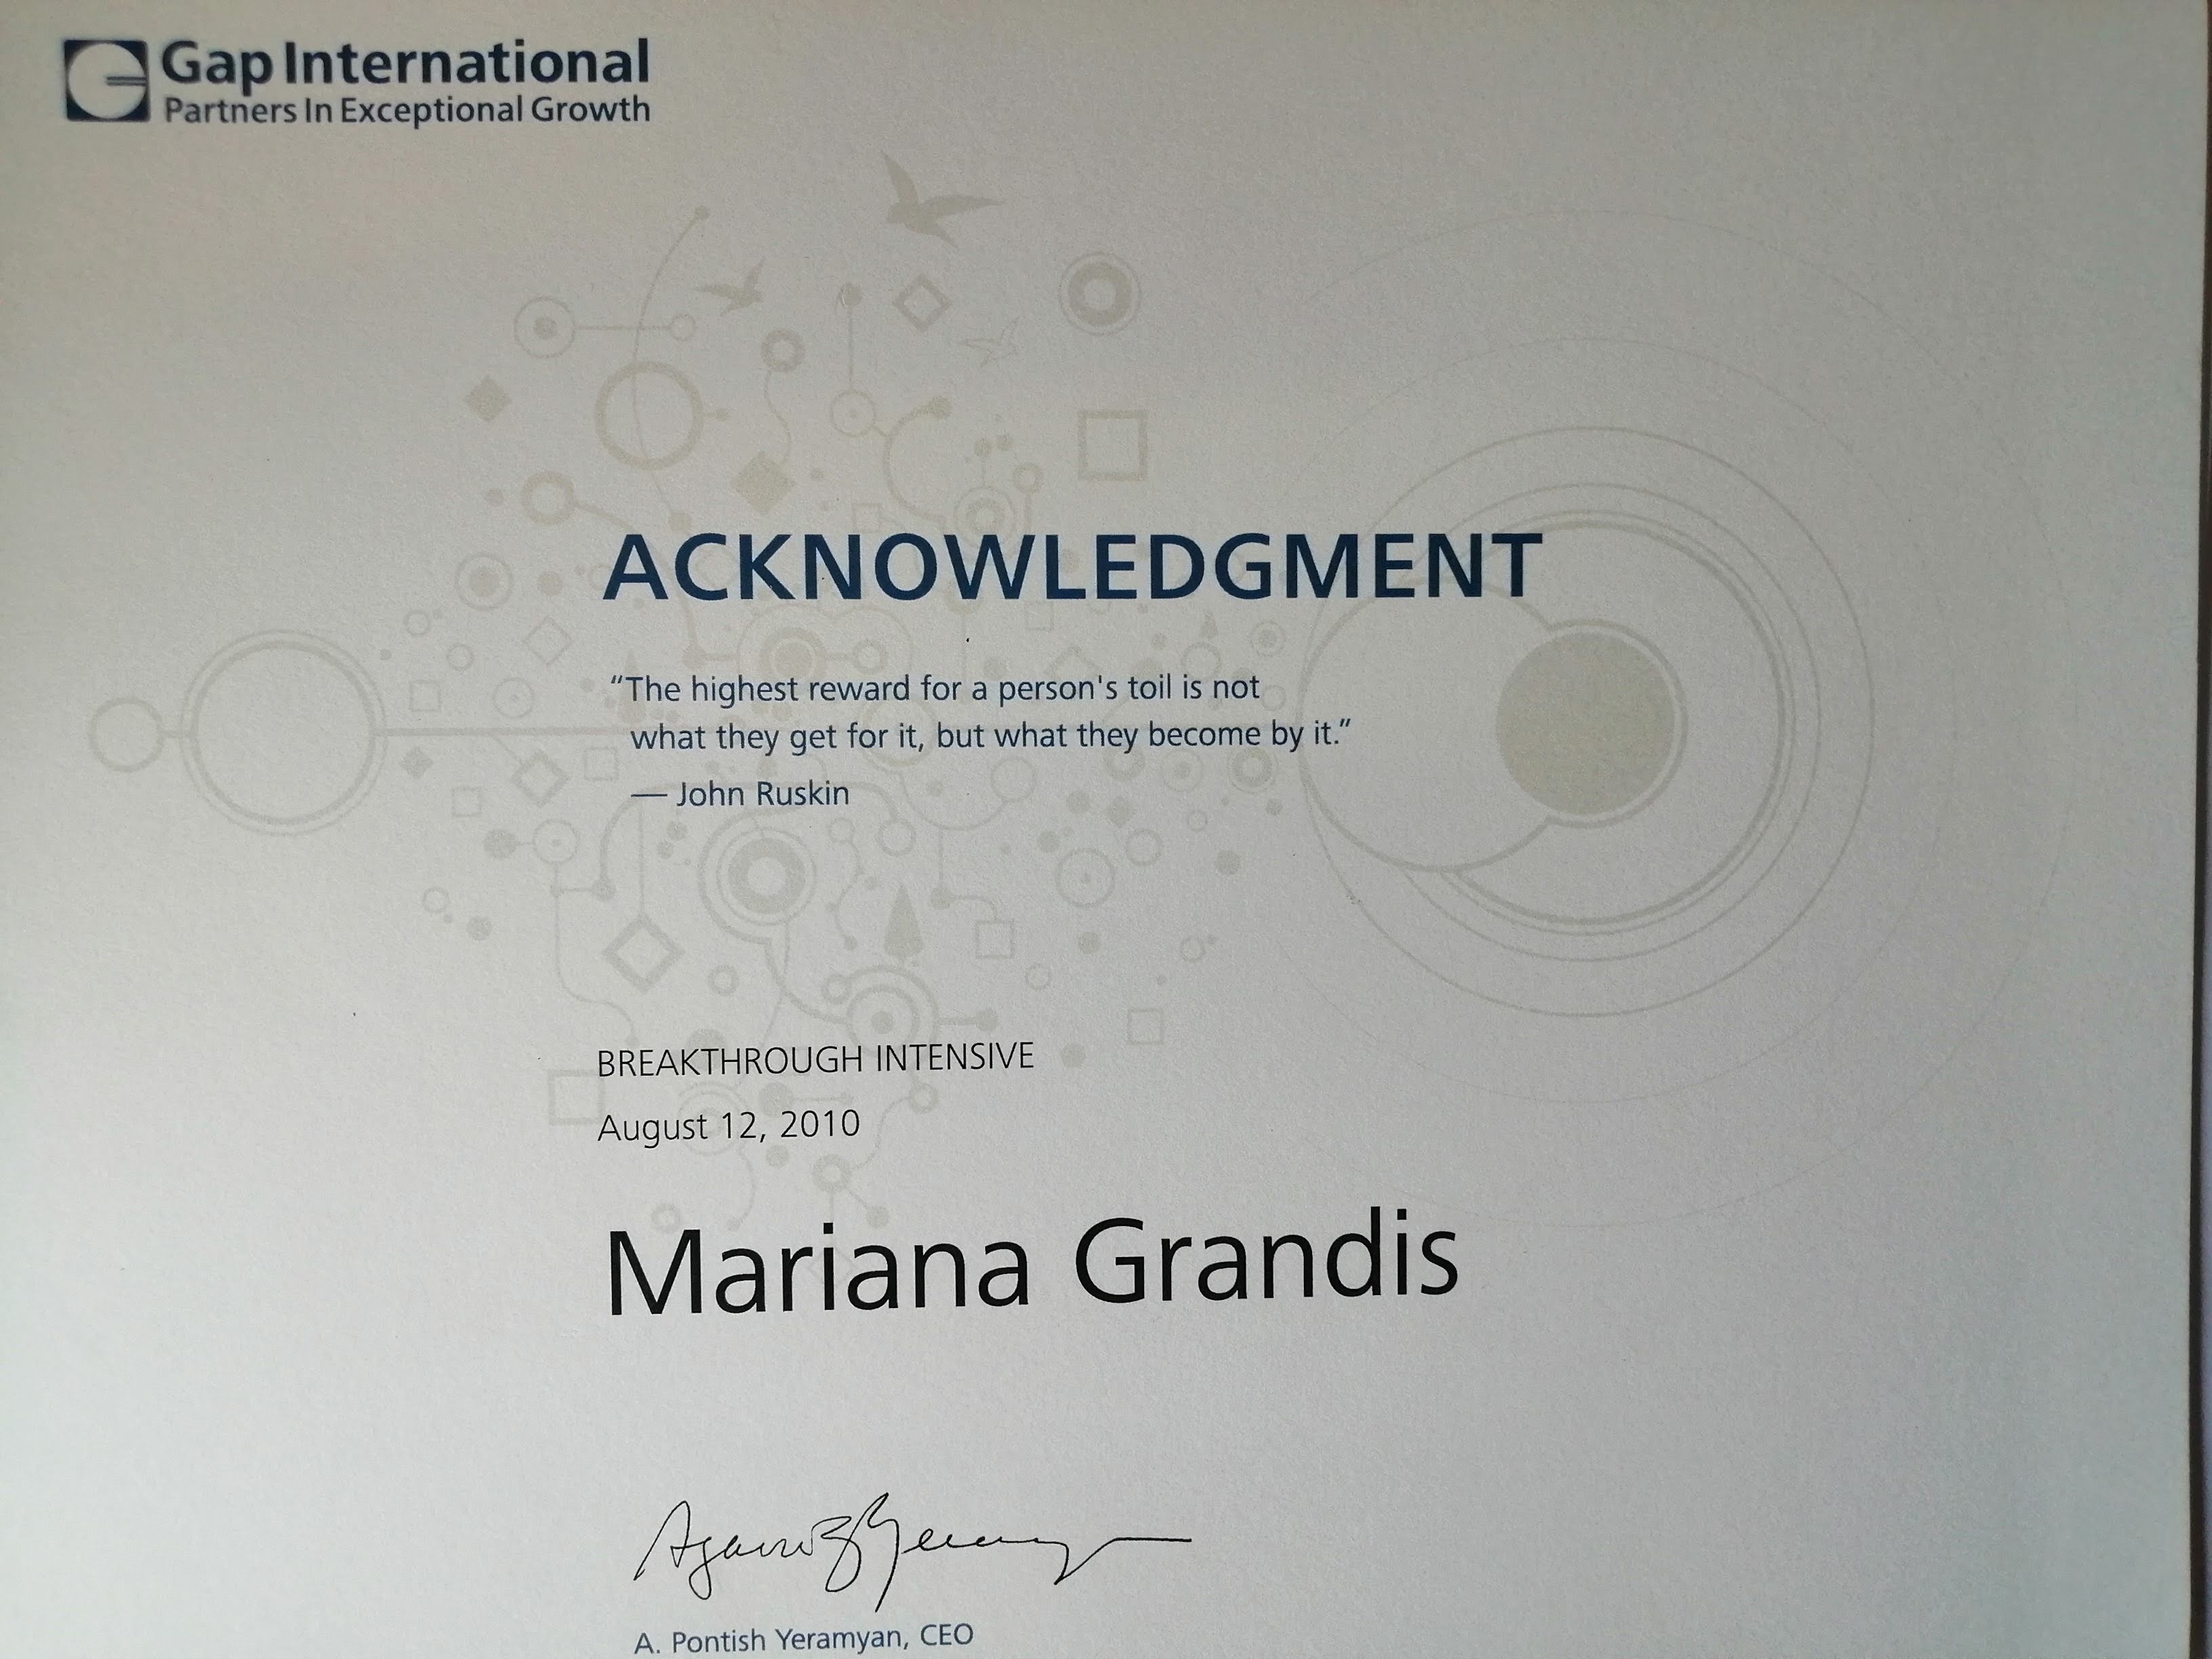 Gap International
Partners In Exceptional Growth
ACKNOWLEDGMENT
“The highest reward for a person's toil is not
what they get for it, but what they become by it.”
— John Ruskin
BREAKTHROUGH INTENSIVE
August 12, 2010
Mariana Grandis
A. Pontish Yeramyan, CEO